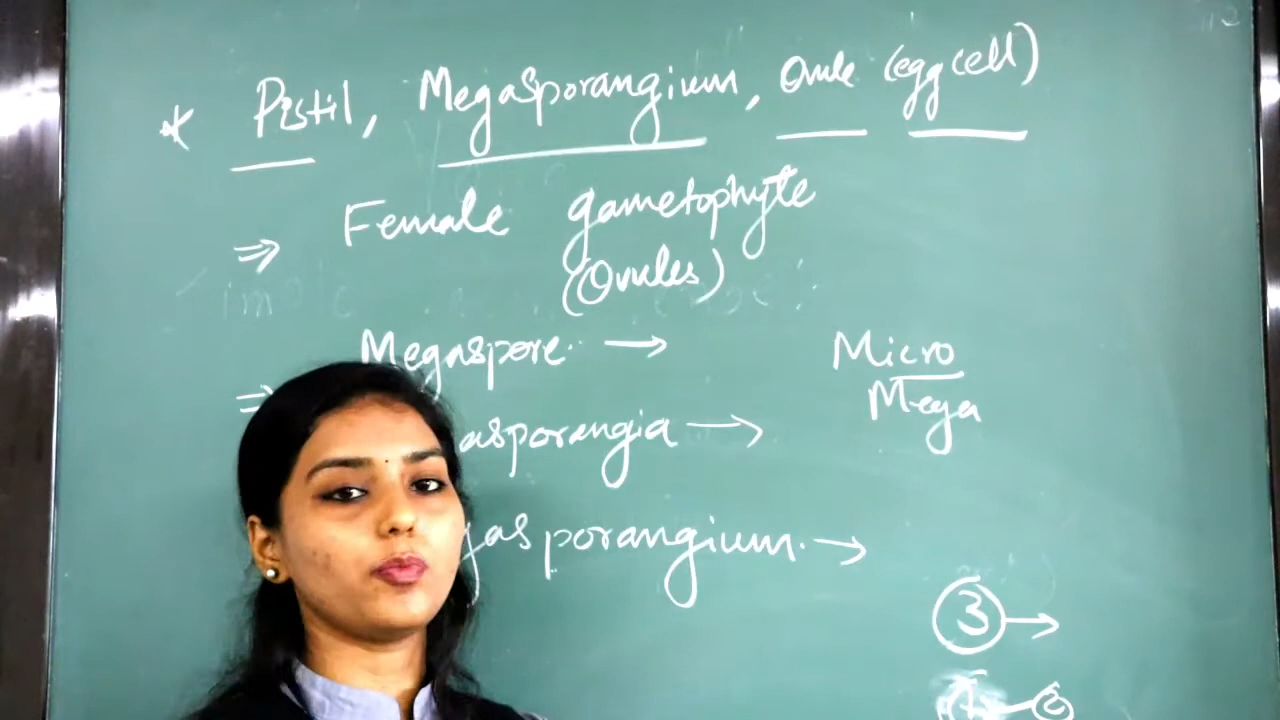 * Pistil, Megasporangium, Ovule (egg cell)
⇒ Female gametophyte
(Ovules)
⇒ Megaspore →
Micro
Mega
asporangia →
gasporangium →
3 →